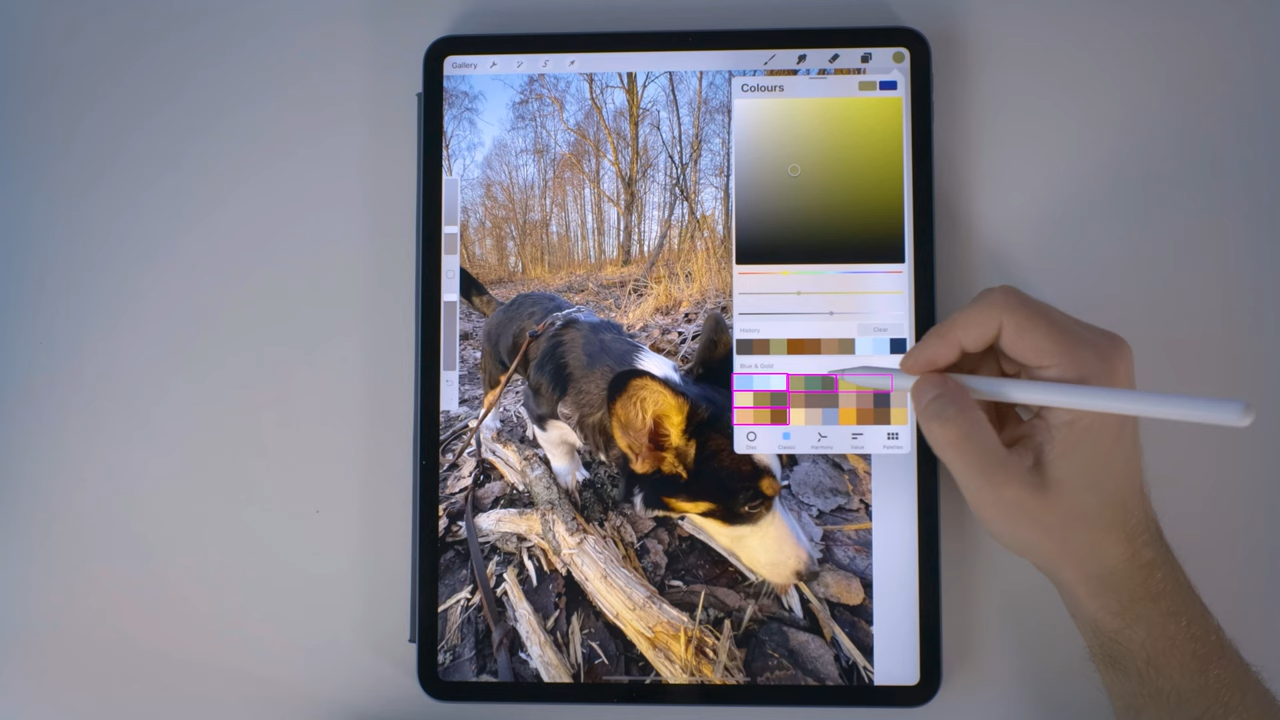 Gallery
Colours
History
Clear
Blue & Gold
Disc
Classic
Harmony
Value
Palettes